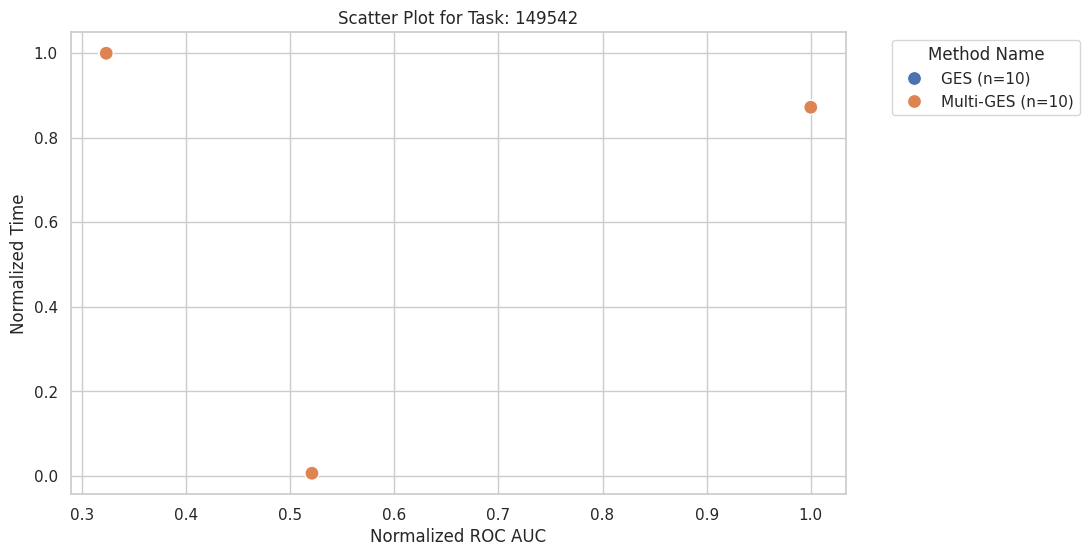 Scatter Plot for Task: 149542
Method Name
GES (n=10)
Multi-GES (n=10)
Normalized Time
1.0
0.8
0.6
0.4
0.2
0.0
0.3 0.4 0.5 0.6 0.7 0.8 0.9 1.0
Normalized ROC AUC